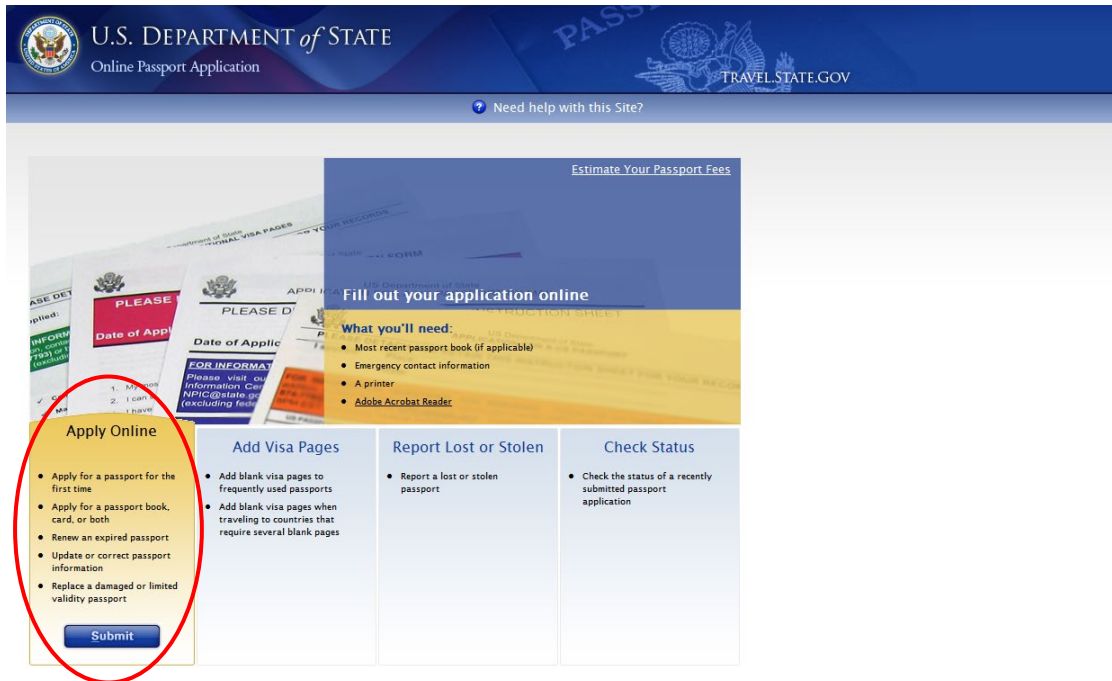 U.S. DEPARTMENT of STATE
Online Passport Application
PASS
TRAVEL.STATE.GOV
Need help with this Site?
Estimate Your Passport Fees
Fill out your application online
What you'll need:
• Most recent passport book (if applicable)
• Emergency contact information
• A printer
• Adobe Acrobat Reader
PLEASE
Date of Appl
PLEASE D
Date of Applic
FOR INFORMAT
Please visit ou
Information Cen
NPIC@state.go
(excluding fede
Apply Online
• Apply for a passport for the
first time
• Apply for a passport book,
card, or both
• Renew an expired passport
• Update or correct passport
information
• Replace a damaged or limited
validity passport
Submit
Add Visa Pages
• Add blank visa pages to
frequently used passports
• Add blank visa pages when
traveling to countries that
require several blank pages
Report Lost or Stolen
• Report a lost or stolen
passport
Check Status
• Check the status of a recently
submitted passport
application